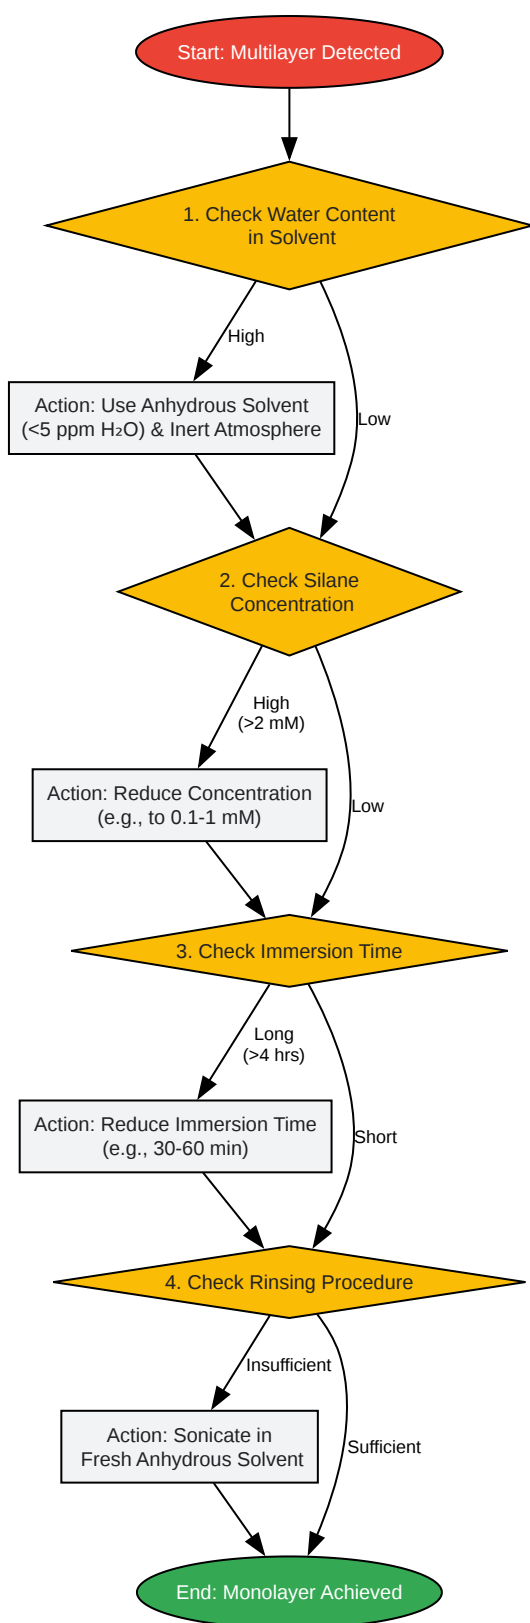 Start: Multilayer Detected
1. Check Water Content
in Solvent
High
Action: Use Anhydrous Solvent
(<5 ppm H₂O) & Inert Atmosphere
Low
2. Check Silane
Concentration
High
(>2 mM)
Action: Reduce Concentration
(e.g., to 0.1-1 mM)
Low
3. Check Immersion Time
Long
(>4 hrs)
Action: Reduce Immersion Time
(e.g., 30-60 min)
Short
4. Check Rinsing Procedure
Insufficient
Action: Sonicate in
Fresh Anhydrous Solvent
Sufficient
End: Monolayer Achieved